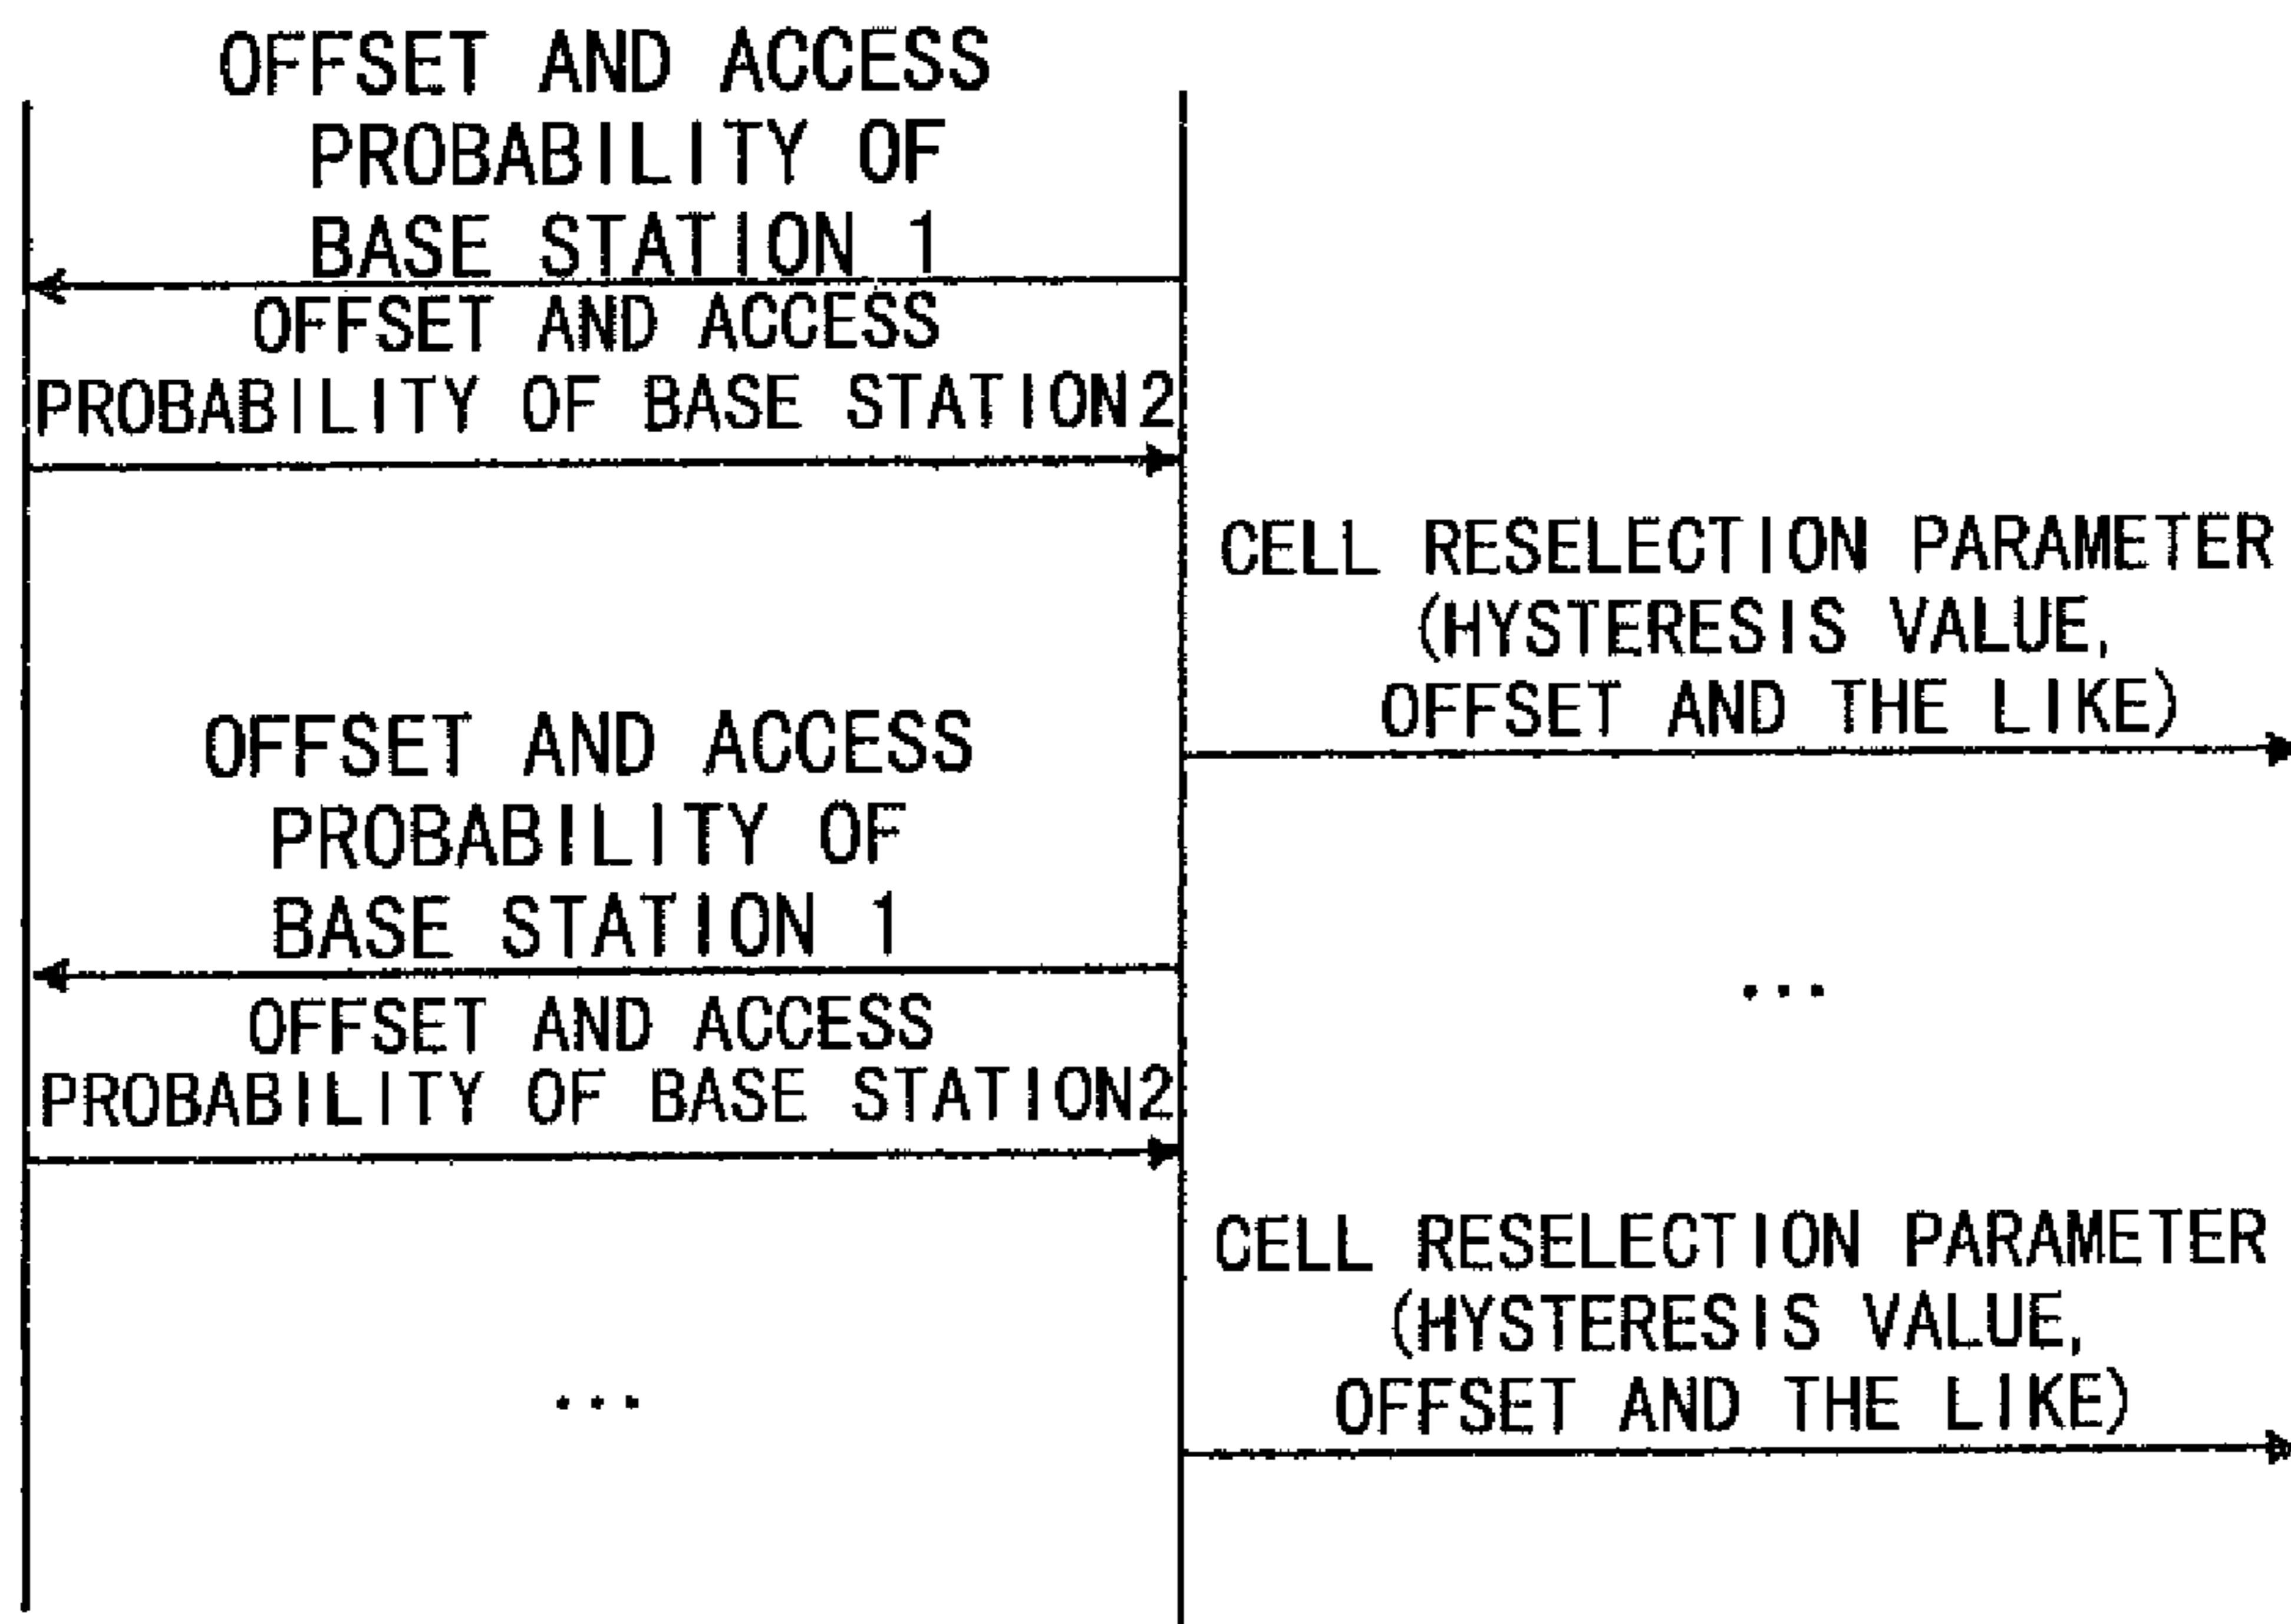 OFFSET AND ACCESS
PROBABILITY OF
BASE STATION 1
OFFSET AND ACCESS
PROBABILITY OF BASE STATION2
CELL RESELECTION PARAMETER
(HYSTERESIS VALUE,
OFFSET AND THE LIKE)
OFFSET AND ACCESS
PROBABILITY OF
BASE STATION 1
...
OFFSET AND ACCESS
PROBABILITY OF BASE STATION2
CELL RESELECTION PARAMETER
(HYSTERESIS VALUE,
OFFSET AND THE LIKE)
...